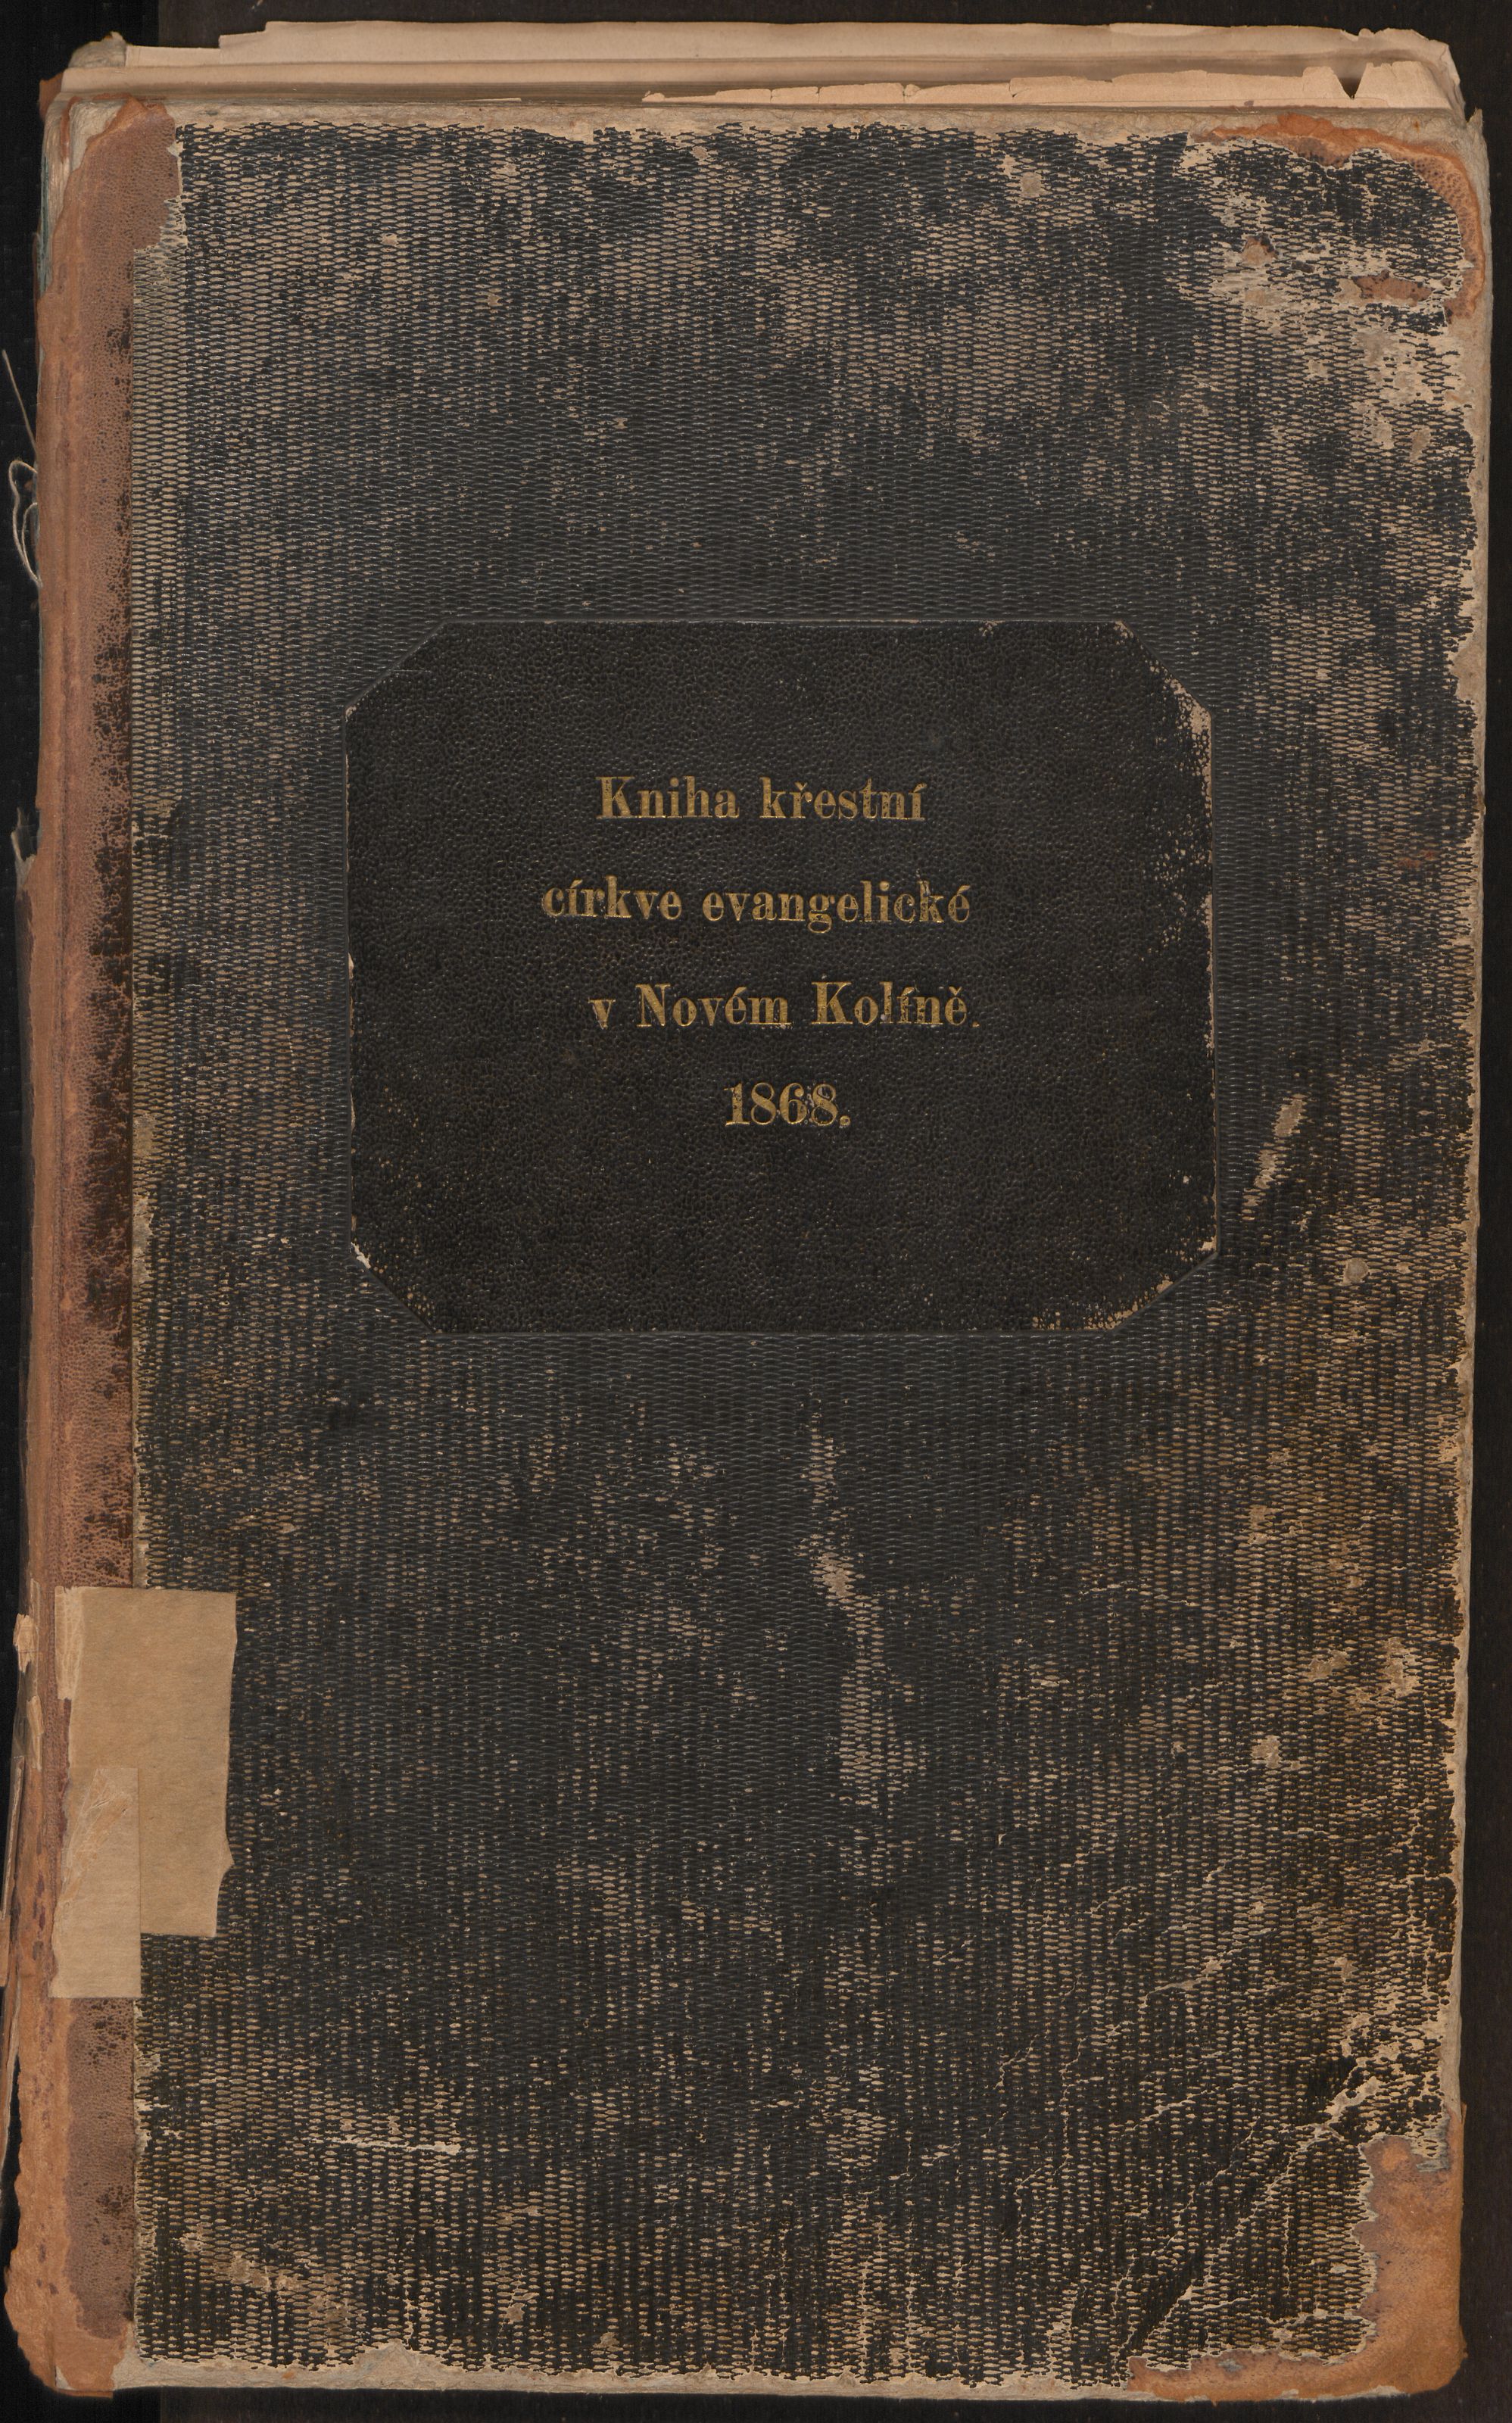 Kniha křestní
církve evangelické
v Novém Kolíně.
1868.